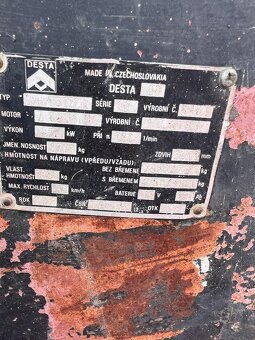 DESTA
MADE IN CZECHOSLOVAKIA
DESTA
TYP SÉRIE VÝROBNÍ Č.
MOTOR VÝROBNÍ Č.
VÝKON kW PŘI n 1/min
JMEN. NOSNOST kg ZDVIH mm
HMOTNOST NA NÁPRAVU (VPŘEDU/VZADU):
VLAST. HMOTNOST kg BEZ BŘEMENE kg
MAX. RYCHLOST km/h S BŘEMENEM kg
BATERIE
ROK ČSN OTK